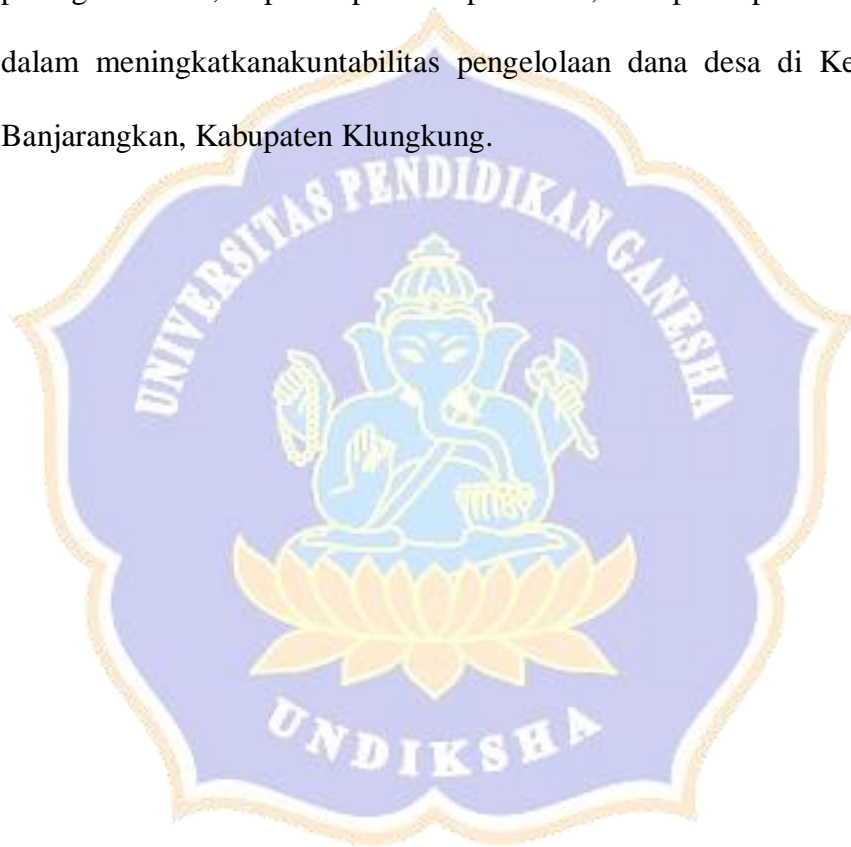 dalam meningkatkanakuntabilitas pengelolaan dana desa di Ke
Banjarangkan, Kabupaten Klungkung.
UNIVERSITAS PENDIDIKAN GANESHA
UNDIKSHA